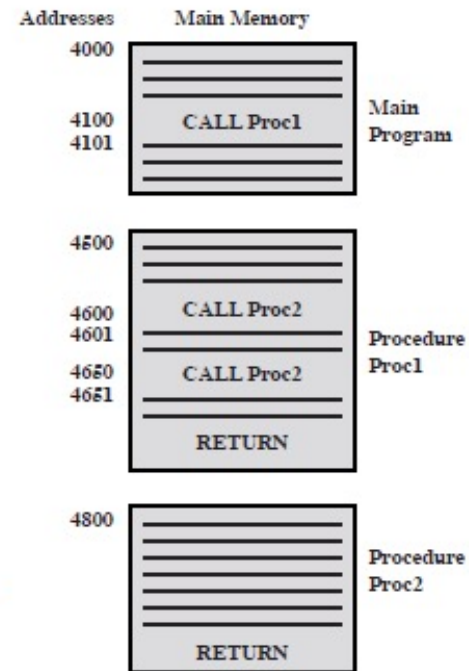 Addresses Main Memory
4000
4100 CALL Proc1 Main
4101 Program
4500
4600 CALL Proc2
4601 Procedure
4650 CALL Proc2 Proc1
4651
RETURN
4800
Procedure
Proc2
RETURN